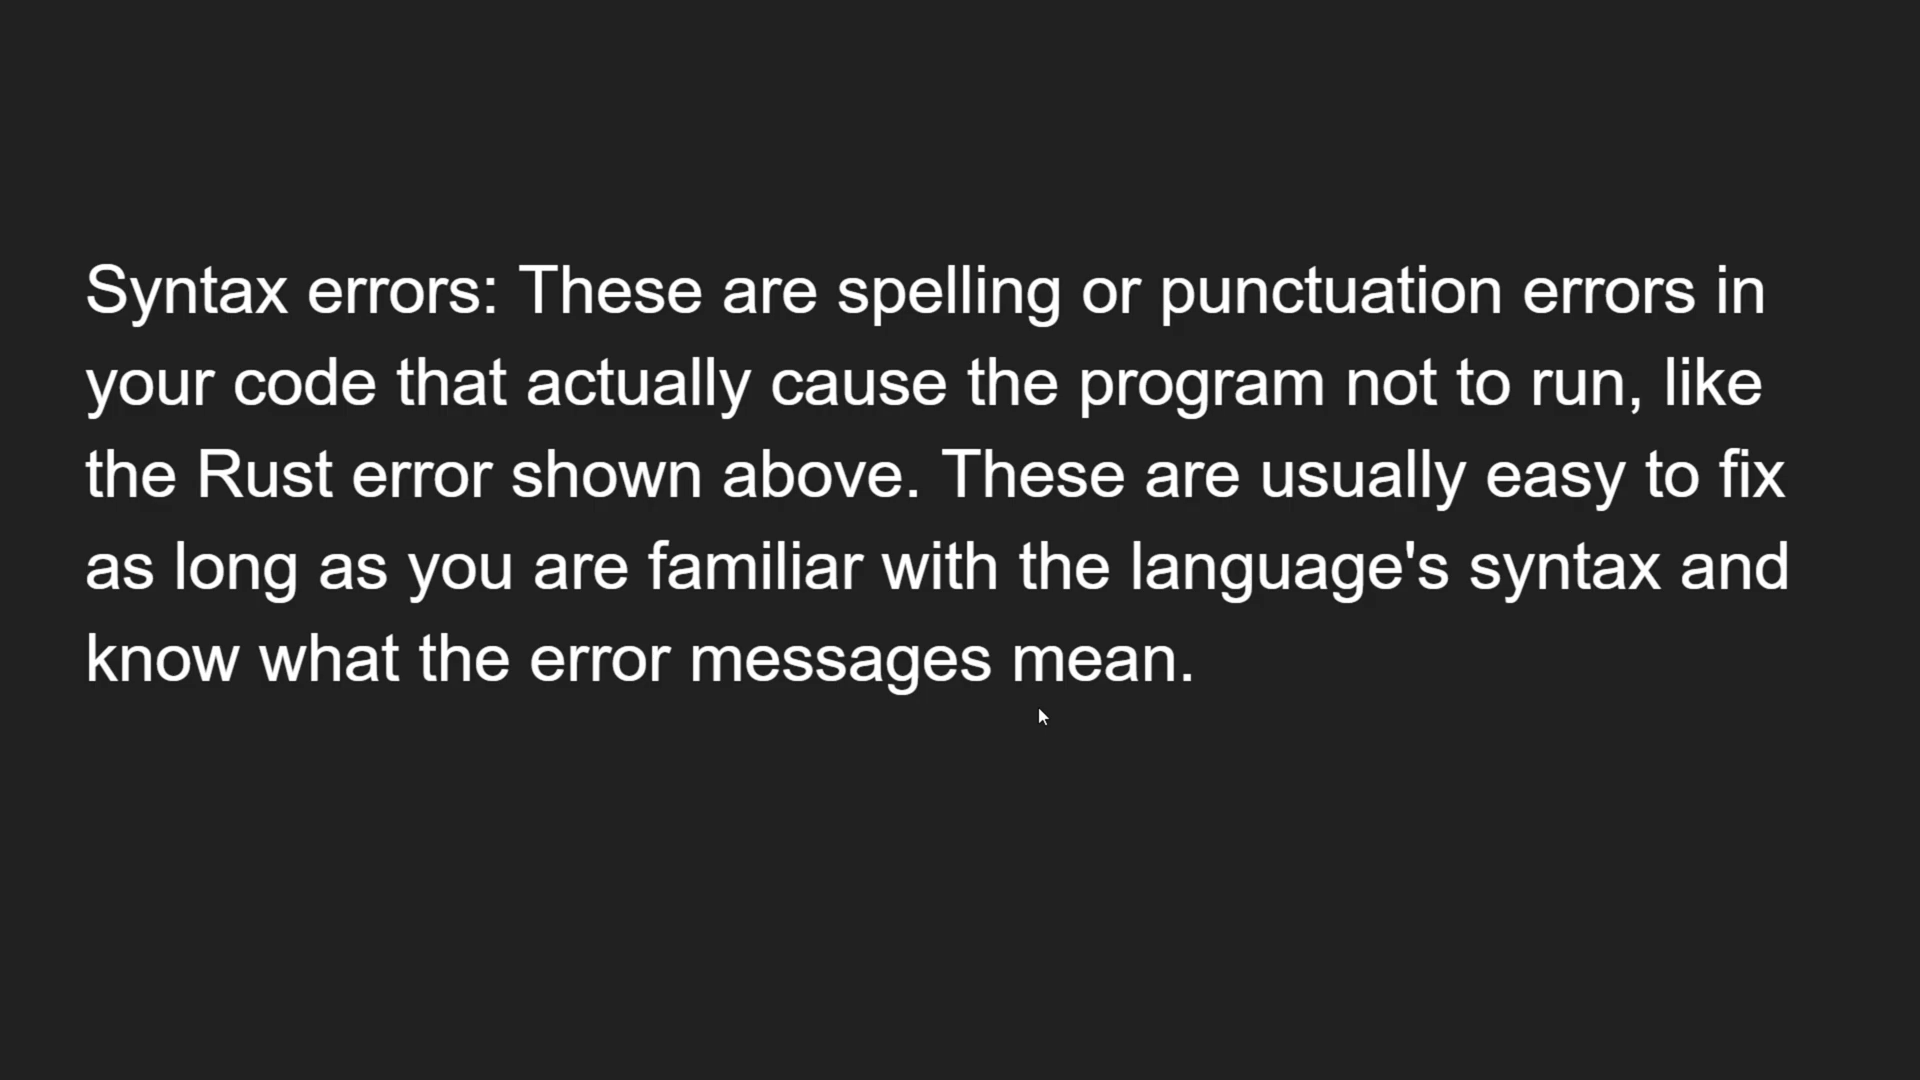 Syntax errors: These are spelling or punctuation errors in
your code that actually cause the program not to run, like
the Rust error shown above. These are usually easy to fix
as long as you are familiar with the language's syntax and
know what the error messages mean.